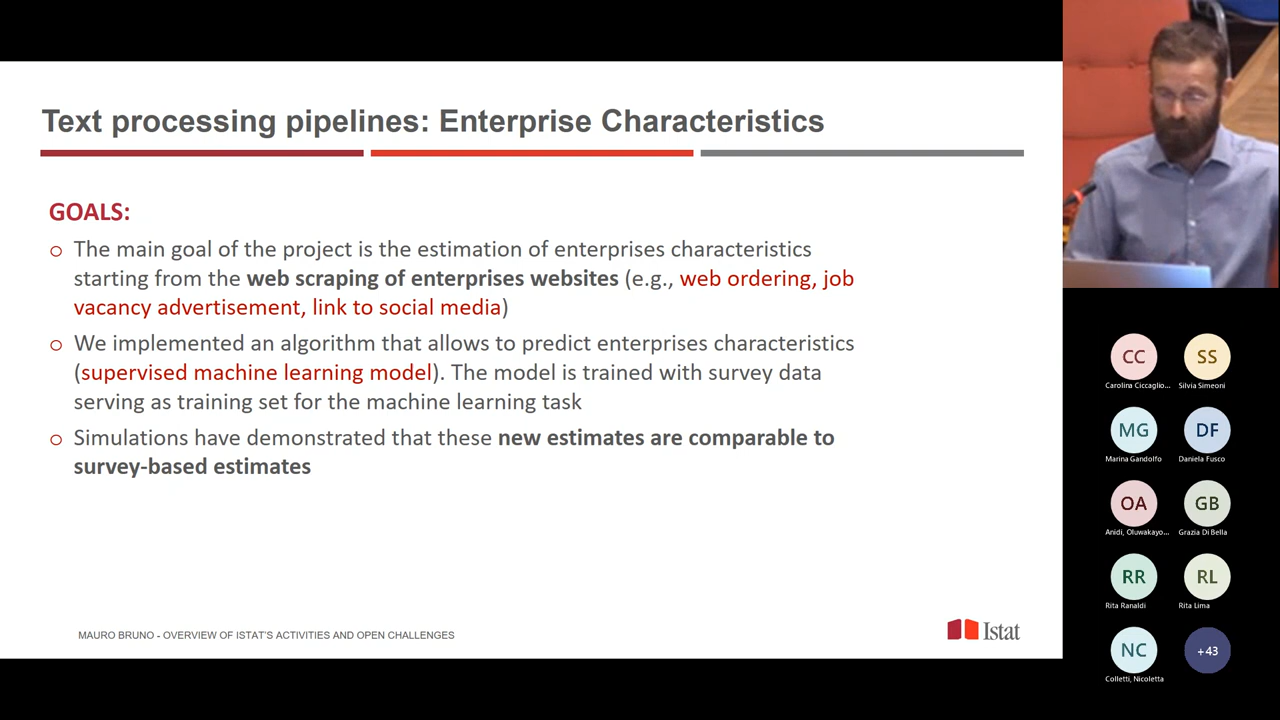 Text processing pipelines: Enterprise Characteristics
GOALS:
o The main goal of the project is the estimation of enterprises characteristics
starting from the web scraping of enterprises websites (e.g., web ordering, job
vacancy advertisement, link to social media)
o We implemented an algorithm that allows to predict enterprises characteristics
(supervised machine learning model). The model is trained with survey data
serving as training set for the machine learning task
o Simulations have demonstrated that these new estimates are comparable to
survey-based estimates
MAURO BRUNO - OVERVIEW OF ISTAT'S ACTIVITIES AND OPEN CHALLENGES
Istat
CC SS
Carolina Ciccaglio... Silvia Simeoni
MG DF
Marina Gandolfo Daniela Fusco
OA GB
Anidi, Oluwakayo... Grazia Di Bella
RR RL
Rita Ranaldi Rita Lima
NC +43
Colletti, Nicoletta